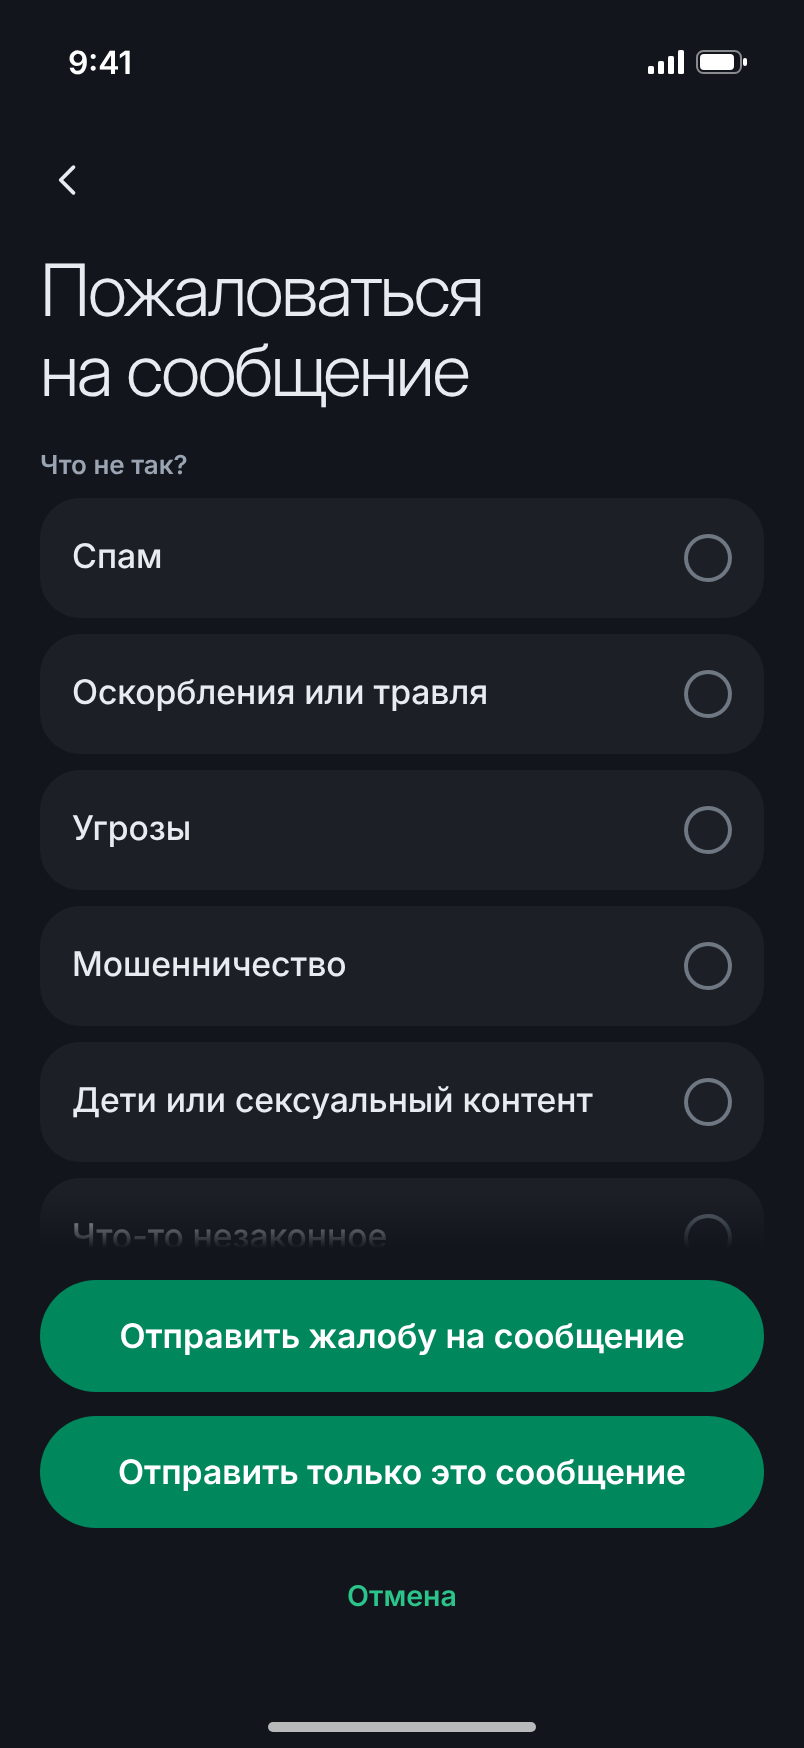 9:41
Пожаловаться
на сообщение
Что не так?
Спам
Оскорбления или травля
Угрозы
Мошенничество
Дети или сексуальный контент
Что-то незаконное
Отправить жалобу на сообщение
Отправить только это сообщение
Отмена